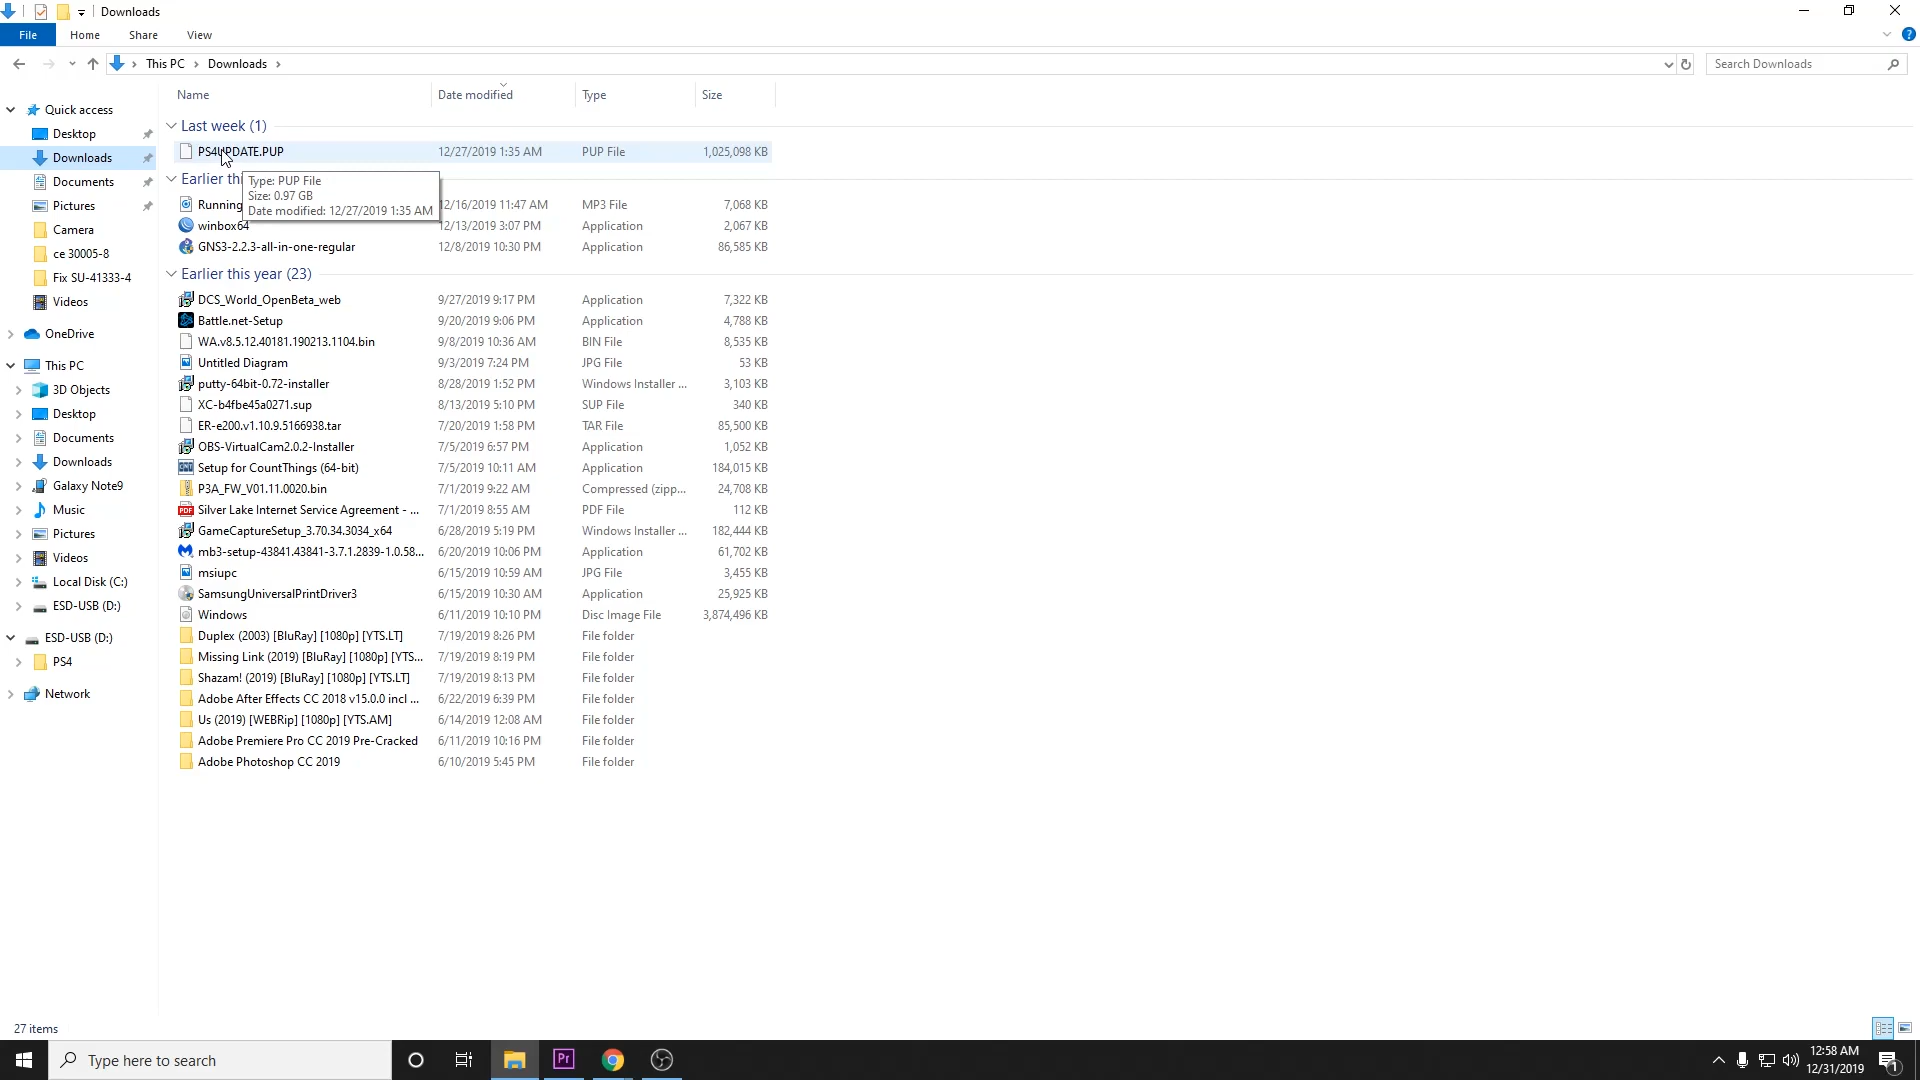 Downloads
File Home Share View
This PC Downloads
Search Downloads
Name Date modified Type Size
Quick access
Desktop
Downloads
Documents
Pictures
Camera
ce 30005-8
Fix SU-41333-4
Videos
OneDrive
This PC
3D Objects
Desktop
Documents
Downloads
Galaxy Note9
Music
Pictures
Videos
Local Disk (C:)
ESD-USB (D:)
ESD-USB (D:)
PS4
Network
Last week (1)
PS4UPDATE.PUP 12/27/2019 1:35 AM PUP File 1,025,098 KB
Earlier thi
Type: PUP File
Size: 0.97 GB
Date modified: 12/27/2019 1:35 AM
Running 12/16/2019 11:47 AM MP3 File 7,068 KB
winbox64 12/13/2019 3:07 PM Application 2,067 KB
GNS3-2.2.3-all-in-one-regular 12/8/2019 10:30 PM Application 86,585 KB
Earlier this year (23)
DCS_World_OpenBeta_web 9/27/2019 9:17 PM Application 7,322 KB
Battle.net-Setup 9/20/2019 9:06 PM Application 4,788 KB
WA.v8.5.12.40181.190213.1104.bin 9/8/2019 10:36 AM BIN File 8,535 KB
Untitled Diagram 9/3/2019 7:24 PM JPG File 53 KB
putty-64bit-0.72-installer 8/28/2019 1:52 PM Windows Installer ... 3,103 KB
XC-b4fbe45a0271.sup 8/13/2019 5:10 PM SUP File 340 KB
ER-e200.v1.10.9.5166938.tar 7/20/2019 1:58 PM TAR File 85,500 KB
OBS-VirtualCam2.0.2-Installer 7/5/2019 6:57 PM Application 1,052 KB
Setup for CountThings (64-bit) 7/5/2019 10:11 AM Application 184,015 KB
P3A_FW_V01.11.0020.bin 7/1/2019 9:22 AM Compressed (zipp... 24,708 KB
Silver Lake Internet Service Agreement - ... 7/1/2019 8:55 AM PDF File 112 KB
GameCaptureSetup_3.70.34.3034_x64 6/28/2019 5:19 PM Windows Installer ... 182,444 KB
mb3-setup-43841.43841-3.7.1.2839-1.0.58... 6/20/2019 10:06 PM Application 61,702 KB
msiupc 6/15/2019 10:59 AM JPG File 3,455 KB
SamsungUniversalPrintDriver3 6/15/2019 10:30 AM Application 25,925 KB
Windows 6/11/2019 10:10 PM Disc Image File 3,874,496 KB
Duplex (2003) [BluRay] [1080p] [YTS.LT] 7/19/2019 8:26 PM File folder
Missing Link (2019) [BluRay] [1080p] [YTS... 7/19/2019 8:19 PM File folder
Shazam! (2019) [BluRay] [1080p] [YTS.LT] 7/19/2019 8:13 PM File folder
Adobe After Effects CC 2018 v15.0.0 incl ... 6/22/2019 6:39 PM File folder
Us (2019) [WEBRip] [1080p] [YTS.AM] 6/14/2019 12:08 AM File folder
Adobe Premiere Pro CC 2019 Pre-Cracked 6/11/2019 10:16 PM File folder
Adobe Photoshop CC 2019 6/10/2019 5:45 PM File folder
27 items
Type here to search
Pr
12:58 AM
12/31/2019
1